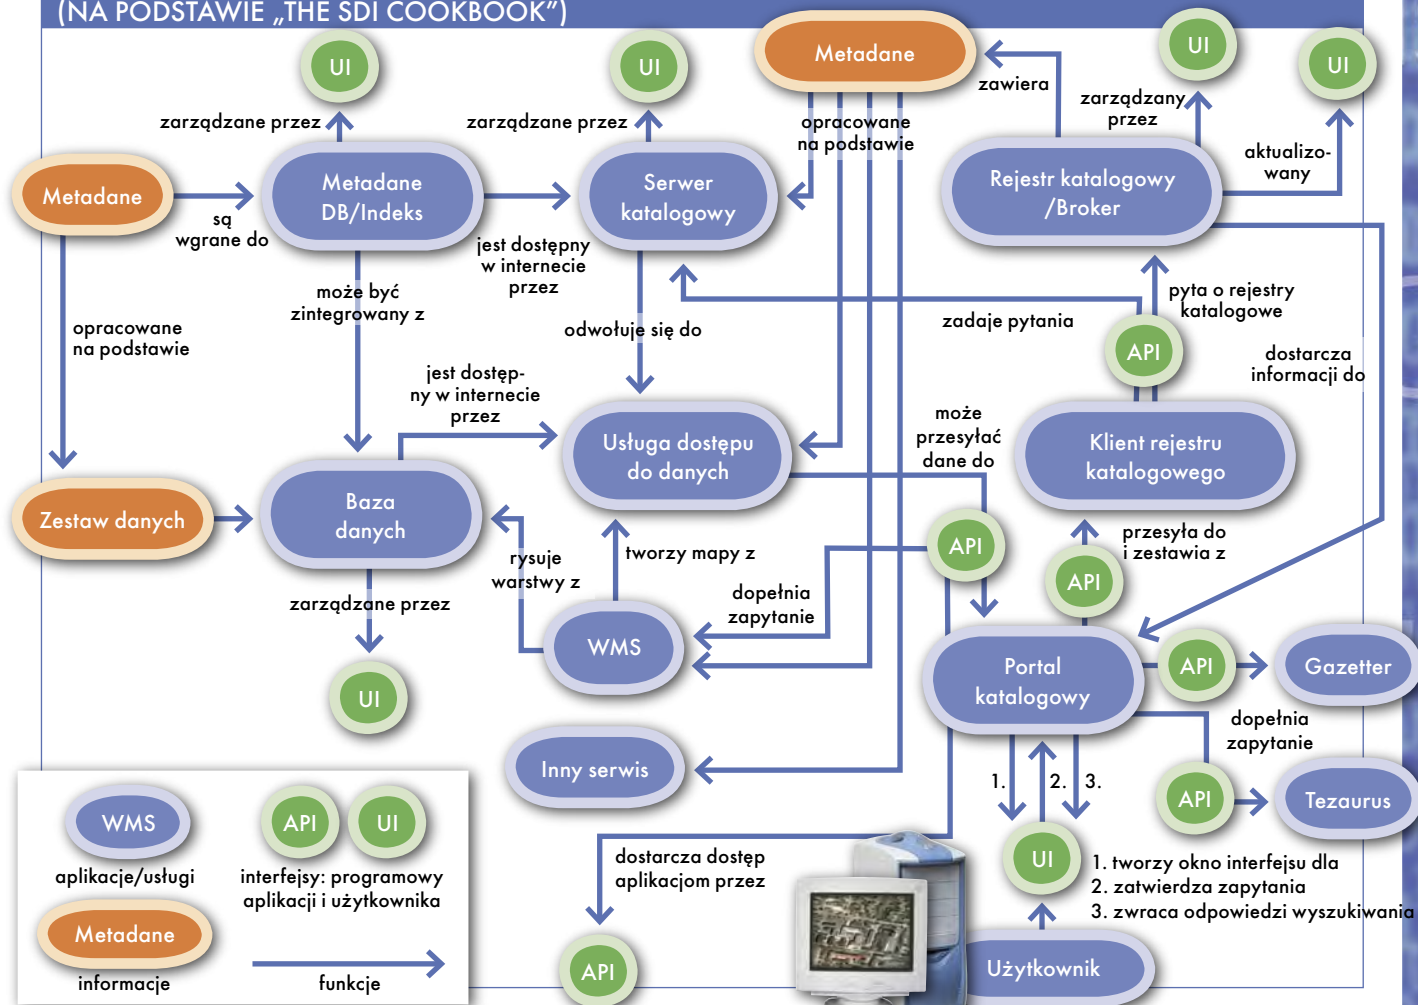 (NA PODSTAWIE „THE SDI COOKBOOK”)
UI
UI
Metadane
UI
UI
zawiera
zarządzane przez
zarządzane przez
opracowane
na podstawie
zarządzany
przez
aktualizo-
wany
Metadane
są
wgrane do
Metadane
DB/Indeks
Serwer
katalogowy
Rejestr katalogowy
/Broker
jest dostępny
w internecie
przez
może być
zintegrowany z
opracowane
na podstawie
odwołuje się do
zadaje pytania
pyta o rejestry
katalogowe
API
dostarcza
informacji do
jest dostęp-
ny w internecie
przez
może
przesyłać
dane do
Usługa dostępu
do danych
Klient rejestru
katalogowego
Zestaw danych
Baza
danych
rysuje
warstwy z
tworzy mapy z
API
przesyła do
i zestawia z
API
zarządzane przez
dopełnia
zapytanie
WMS
UI
Portal
katalogowy
API
Gazetter
dopełnia
zapytanie
Inny serwis
1.
2.
3.
API
Tezaurus
WMS
API
UI
aplikacje/usługi
interfejsy: programowy
aplikacji i użytkownika
Metadane
informacje
funkcje
dostarcza dostęp
aplikacjom przez
API
UI
1. tworzy okno interfejsu dla
2. zatwierdza zapytania
3. zwraca odpowiedzi wyszukiwania
Użytkownik